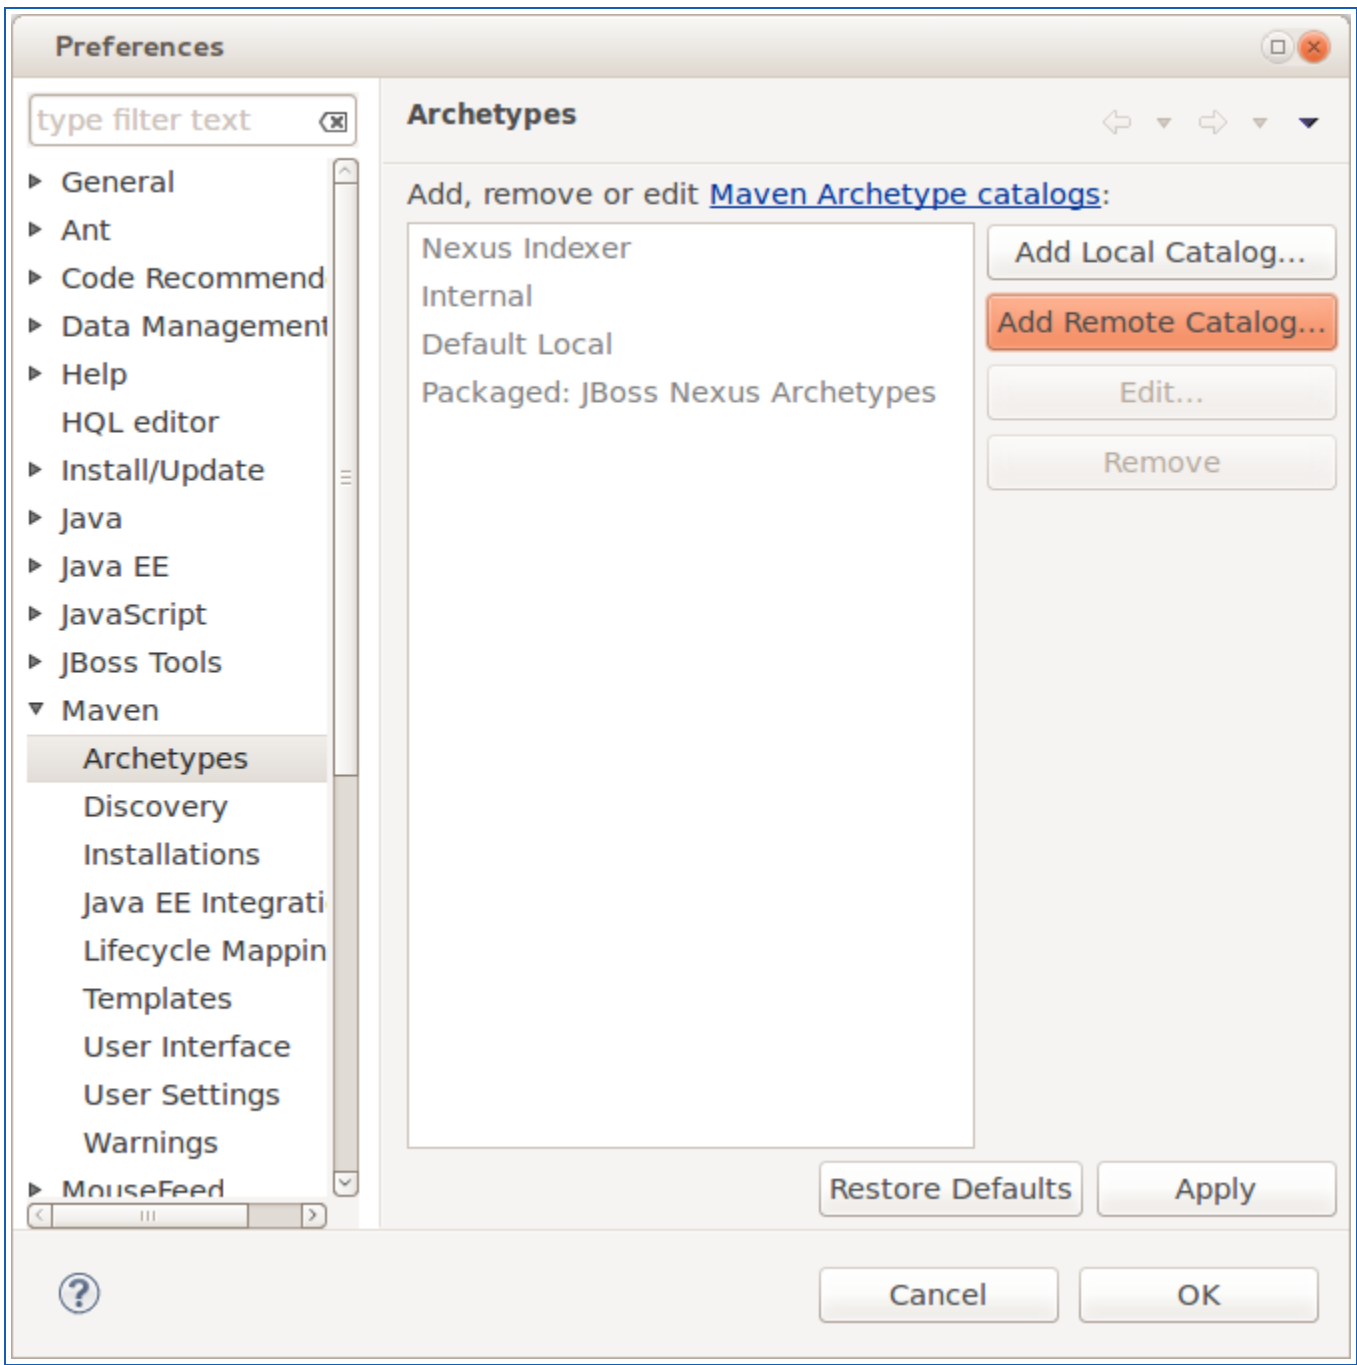 Preferences
type filter text
General
Ant
Code Recommend
Data Management
Help
HQL editor
Install/Update
Java
Java EE
JavaScript
JBoss Tools
Maven
Archetypes
Discovery
Installations
Java EE Integrati
Lifecycle Mappin
Templates
User Interface
User Settings
Warnings
MouseFeed
Archetypes
Add, remove or edit Maven Archetype catalogs:
Nexus Indexer
Internal
Default Local
Packaged: JBoss Nexus Archetypes
Add Local Catalog...
Add Remote Catalog...
Edit...
Remove
Restore Defaults
Apply
?
Cancel
OK